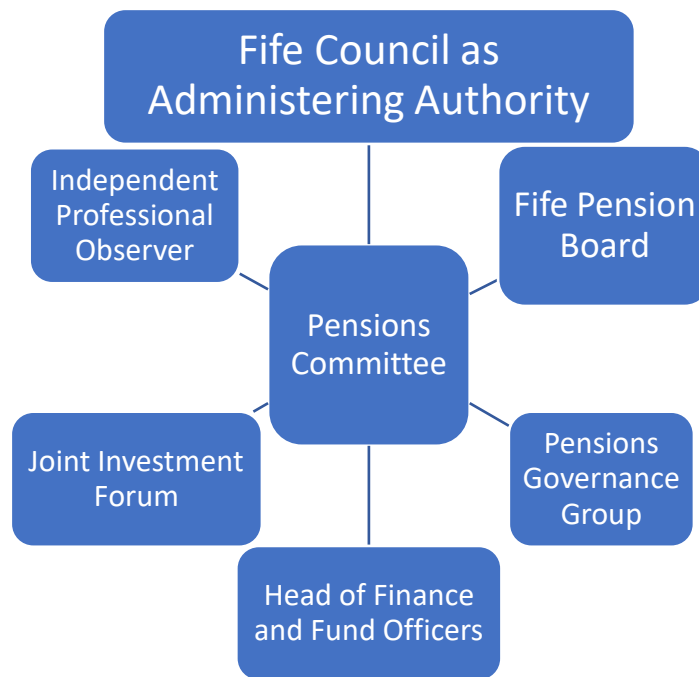 Fife Council as
Administering Authority
Independent
Professional
Observer
Fife Pension
Board
Pensions
Committee
Joint Investment
Forum
Pensions
Governance
Group
Head of Finance
and Fund Officers